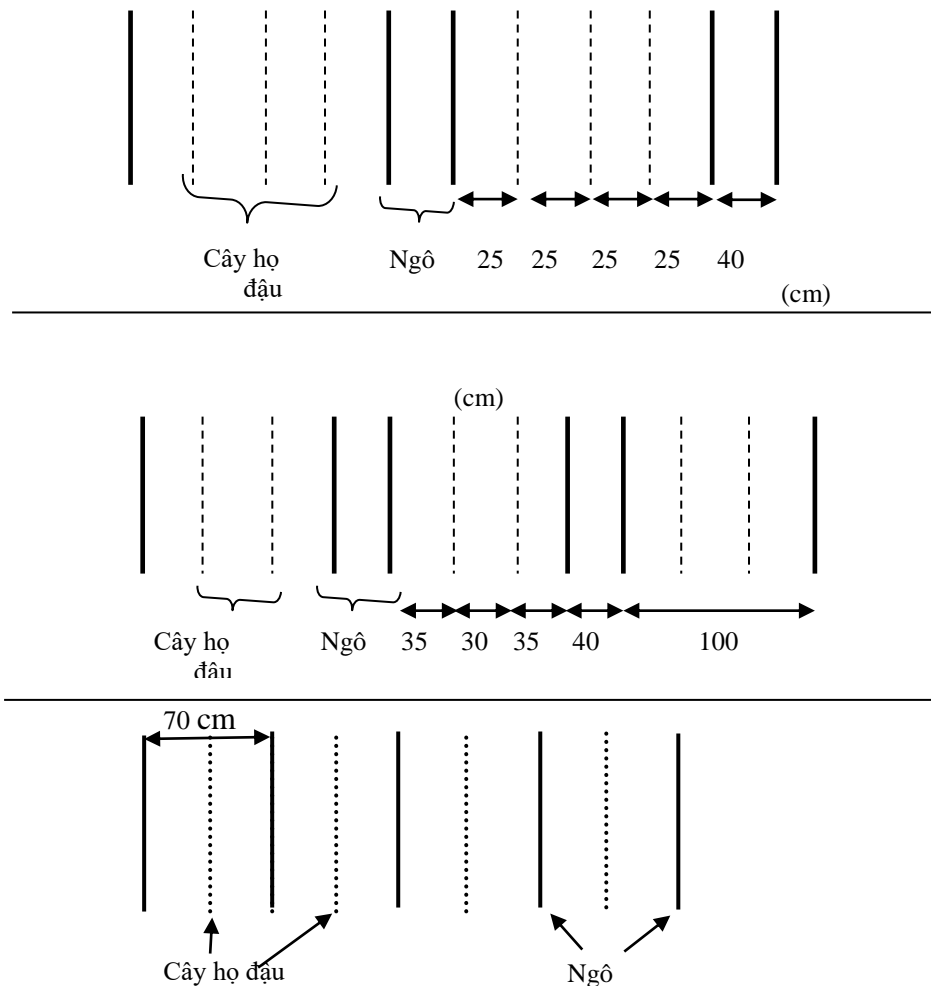 Cây họ đậu Ngô 25 25 25 25 40
(cm)
(cm)
Cây họ đậu Ngô 35 30 35 40 100
70 cm
Cây họ đậu Ngô